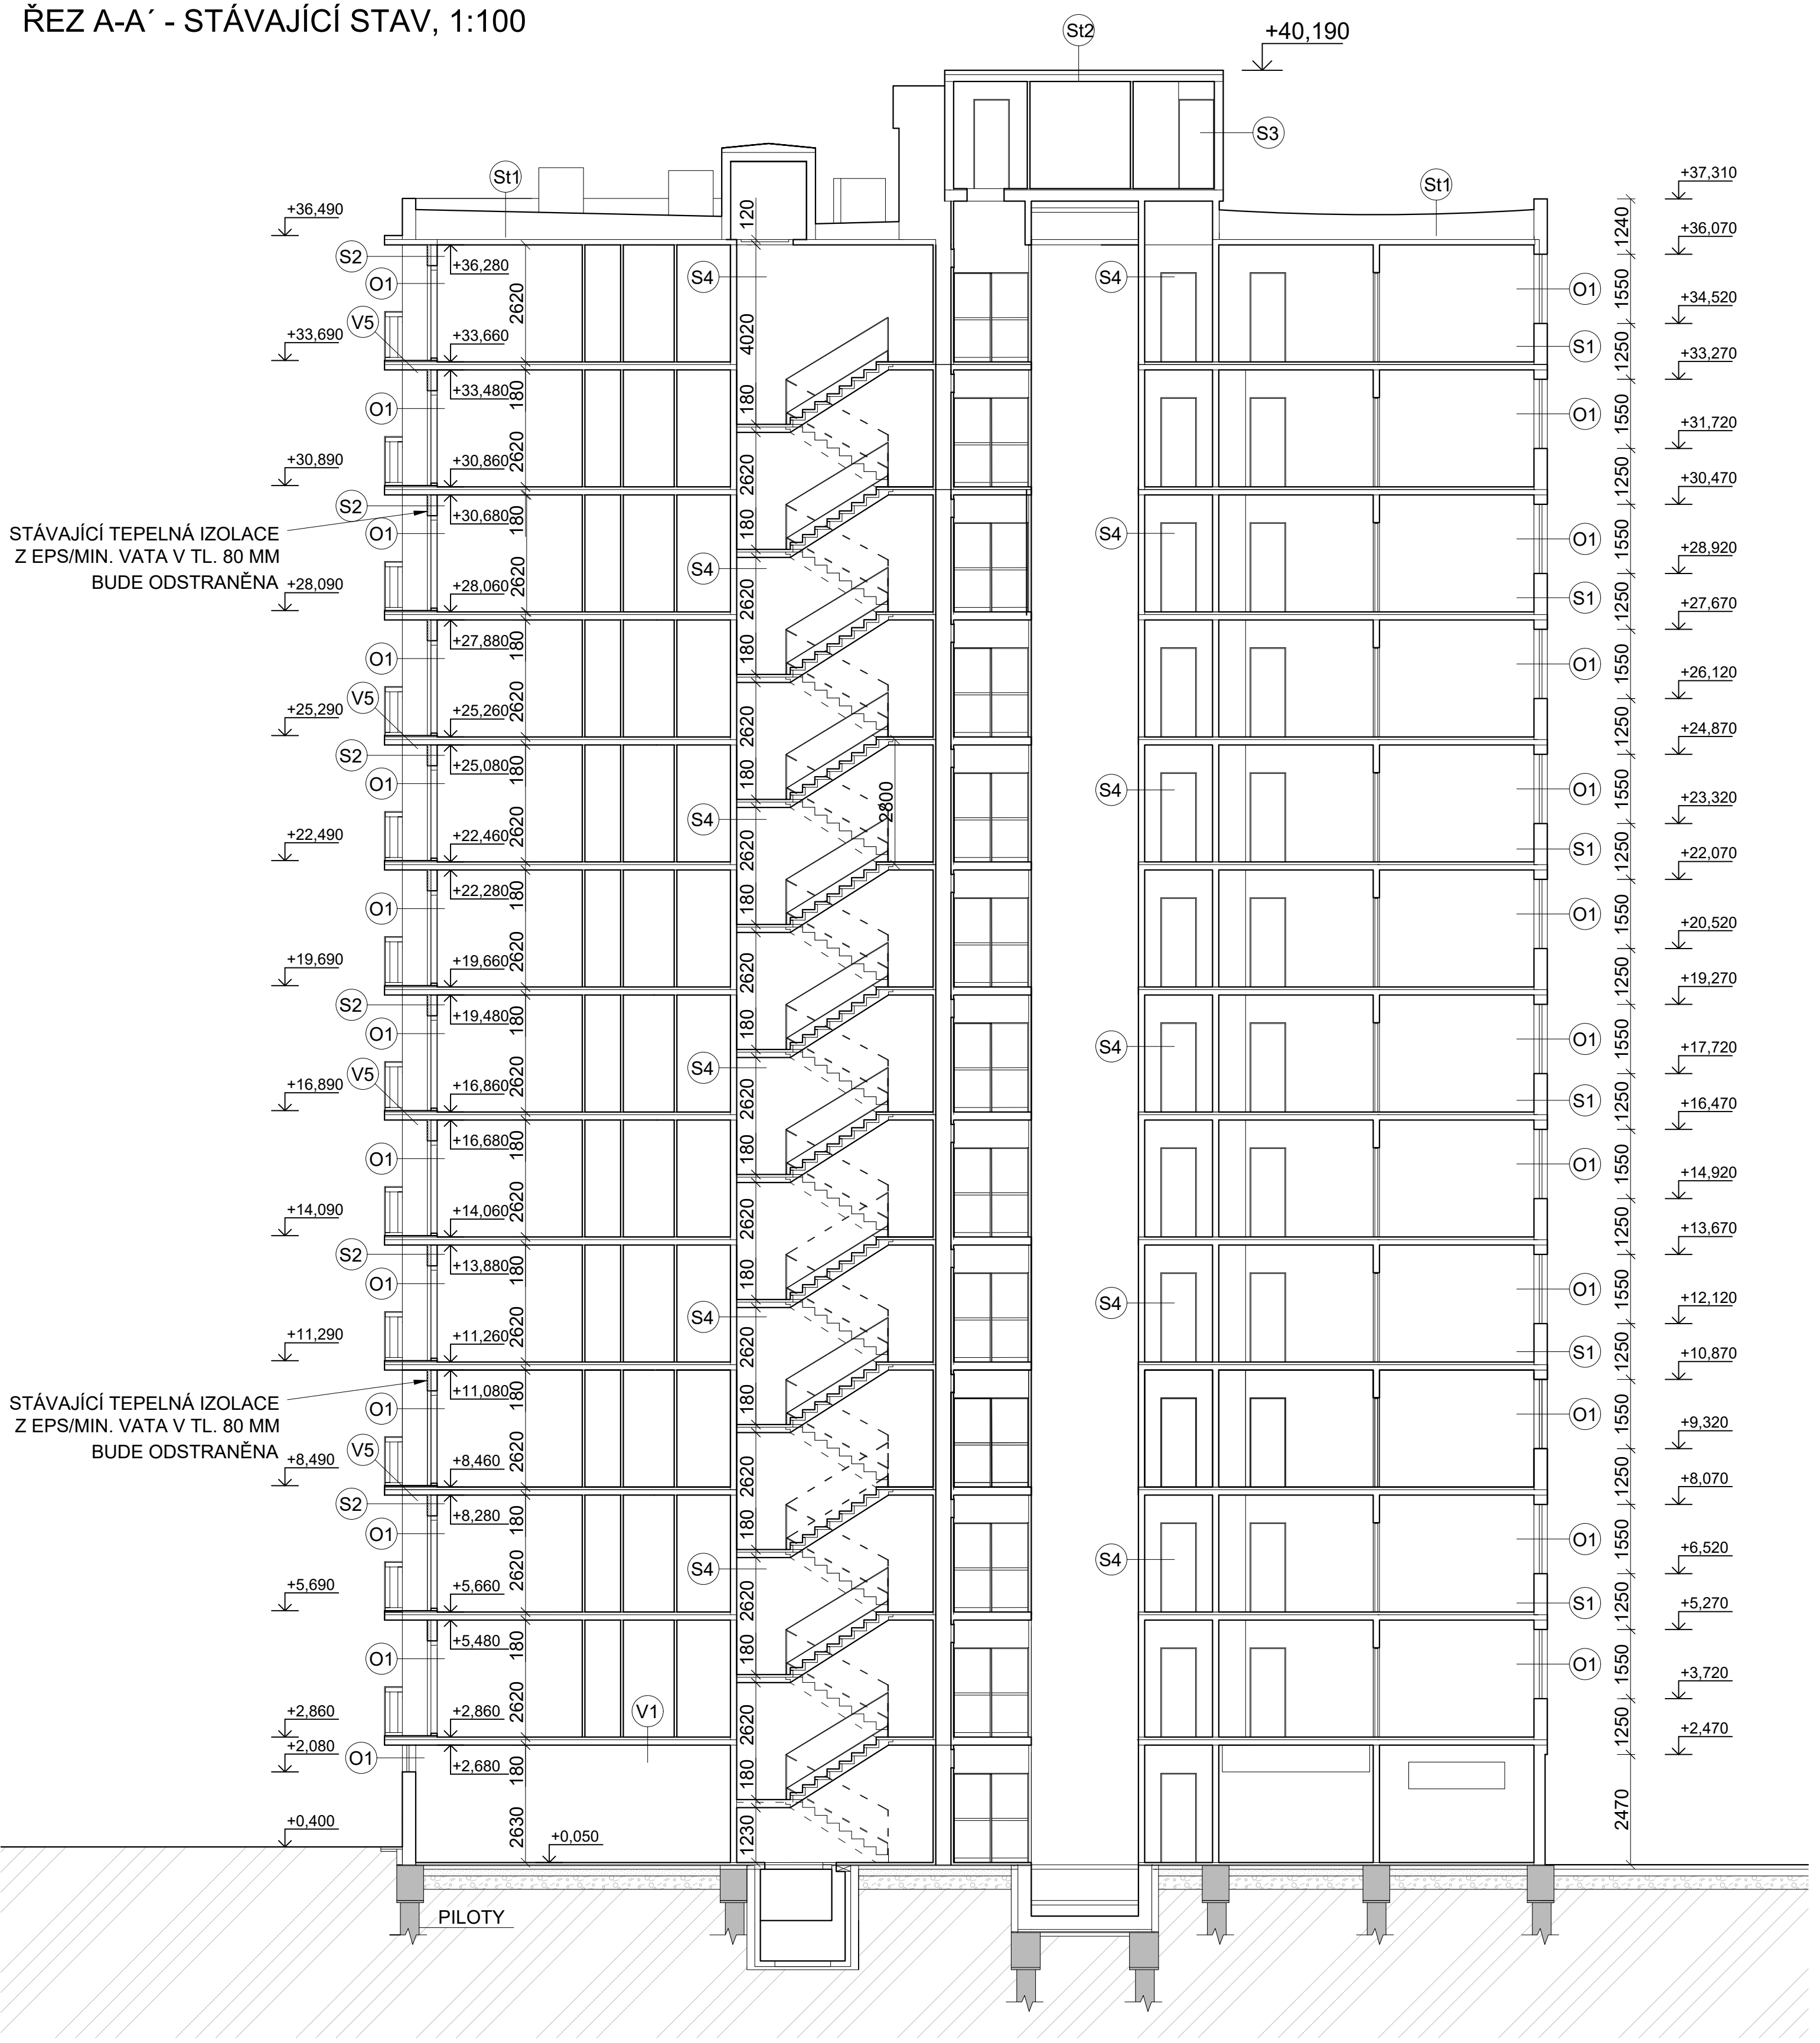 ŘEZ A-A´ - STÁVAJÍCÍ STAV, 1:100
St2
+40,190
S3
St1
St1
+37,310
+36,490
120
1240
+36,070
S2
+36,280
S4
S4
O1
O1
2620
1550
+34,520
V5
+33,690
+33,660
4020
S1
1250
+33,270
+33,480
180
180
O1
O1
1550
+31,720
+30,890
+30,860
2620
2620
1250
+30,470
S2
+30,680
180
180
S4
STÁVAJÍCÍ TEPELNÁ IZOLACE
Z EPS/MIN. VATA V TL. 80 MM
BUDE ODSTRANĚNA
O1
O1
1550
+28,920
S4
+28,090
+28,060
2620
2620
S1
1250
+27,670
+27,880
180
180
O1
O1
1550
+26,120
V5
+25,290
+25,260
2620
2620
1250
+24,870
S2
+25,080
180
180
O1
S4
O1
1550
+23,320
2800
S4
+22,490
+22,460
2620
2620
S1
1250
+22,070
+22,280
180
180
O1
O1
1550
+20,520
+19,690
+19,660
2620
2620
1250
+19,270
S2
+19,480
180
180
O1
S4
O1
1550
+17,720
V5
S4
+16,890
+16,860
2620
2620
S1
1250
+16,470
+16,680
180
180
O1
O1
1550
+14,920
+14,090
+14,060
2620
2620
1250
+13,670
S2
+13,880
180
180
O1
S4
O1
1550
+12,120
S4
+11,290
+11,260
2620
2620
S1
1250
+10,870
+11,080
180
180
STÁVAJÍCÍ TEPELNÁ IZOLACE
Z EPS/MIN. VATA V TL. 80 MM
BUDE ODSTRANĚNA
O1
O1
1550
+9,320
V5
+8,490
+8,460
2620
2620
1250
+8,070
S2
+8,280
180
180
O1
S4
O1
1550
+6,520
S4
+5,690
+5,660
2620
2620
S1
1250
+5,270
+5,480
180
180
O1
O1
1550
+3,720
+2,860
+2,860
2620
V1
2620
1250
+2,470
+2,080
O1
+2,680
180
180
+0,400
2630
+0,050
1230
2470
PILOTY